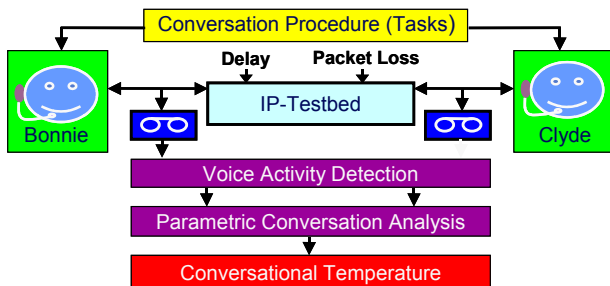 Conversation Procedure (Tasks)
Delay
Packet Loss
IP-Testbed
Bonnie
Clyde
Voice Activity Detection
Parametric Conversation Analysis
Conversational Temperature